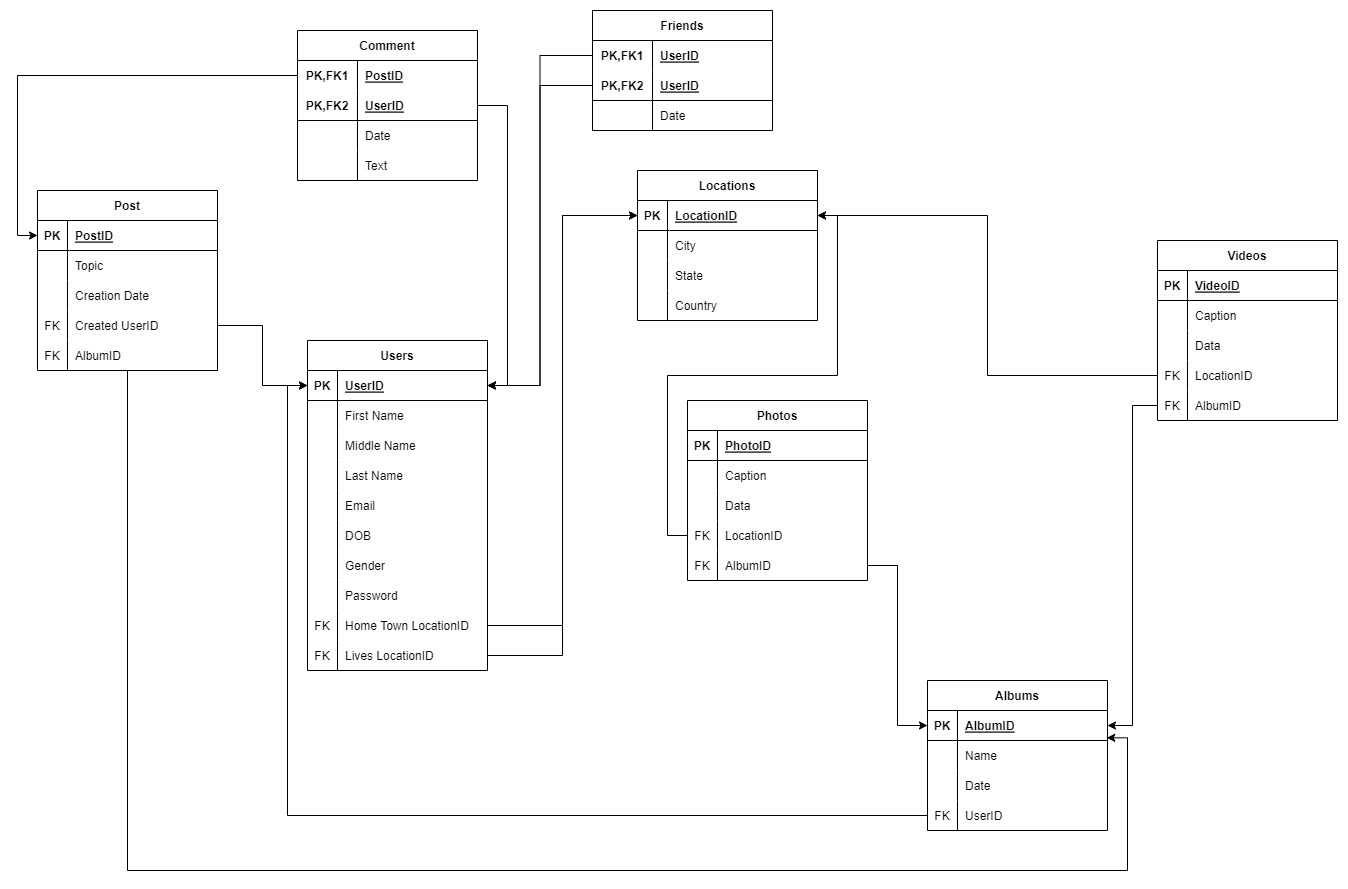 Friends
PK,FK1 UserID
PK,FK2 UserID
Date
Comment
PK,FK1 PostID
PK,FK2 UserID
Date
Text
Locations
PK LocationID
City
State
Country
Post
PK PostID
Topic
Creation Date
FK Created UserID
FK AlbumID
Videos
PK VideoID
Caption
Data
FK LocationID
FK AlbumID
Users
PK UserID
First Name
Middle Name
Last Name
Email
DOB
Gender
Password
FK Home Town LocationID
FK Lives LocationID
Photos
PK PhotoID
Caption
Data
FK LocationID
FK AlbumID
Albums
PK AlbumID
Name
Date
FK UserID